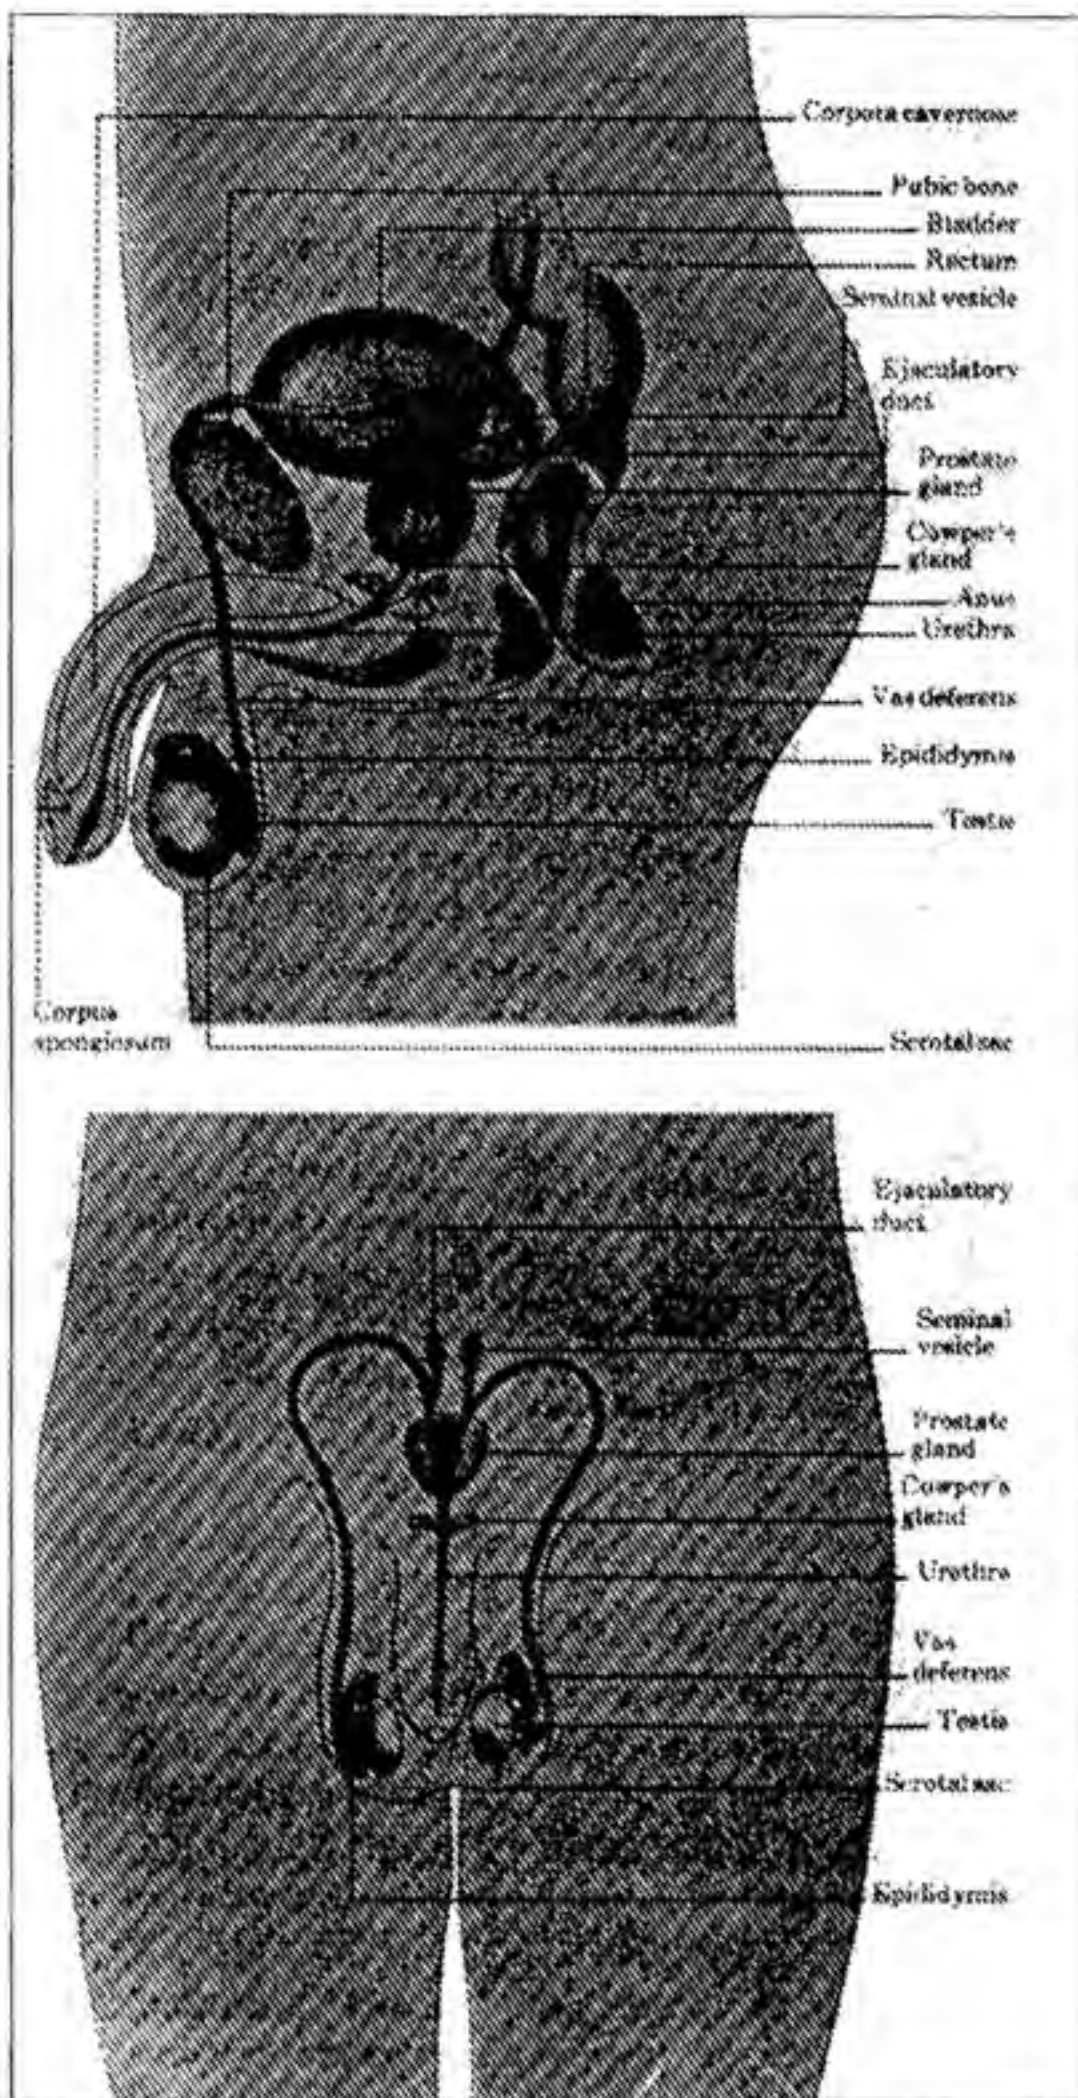 Corpora cavernose
Pubic bone
Bladder
Rectum
Seminal vesicle
Ejaculatory
duct
Prostate
gland
Cowper's
gland
Anus
Urethra
Vas deferens
Epididymis
Testis
Corpus
spongiosum
Scrotal sac
Ejaculatory
duct
Seminal
vesicle
Prostate
gland
Cowper's
gland
Urethra
Vas
deferens
Testis
Scrotal sac
Epididymis